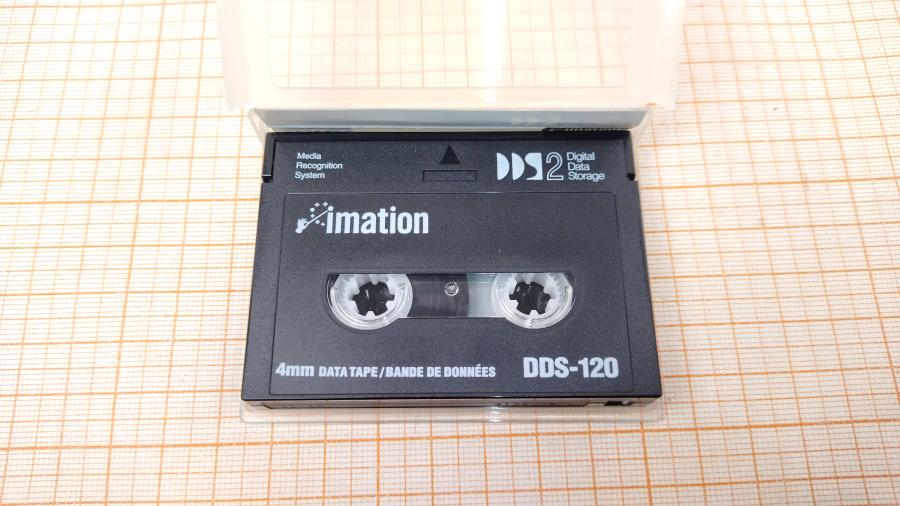 Media
Recognition
System
DDS2 Digital
Data
Storage
imation
4mm DATA TAPE/BANDE DE DONNÉES
DDS-120